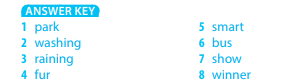 ANSWER KEY
1 park
2 washing
3 raining
4 fur
5 smart
6 bus
7 show
8 winner